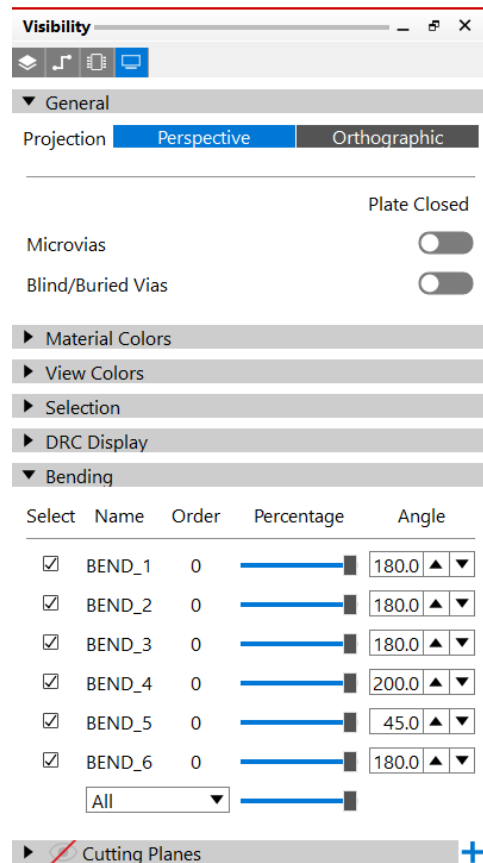 Visibility
General
Projection Perspective Orthographic
Plate Closed
Microvias
Blind/Buried Vias
Material Colors
View Colors
Selection
DRC Display
Bending
Select Name Order Percentage Angle
BEND_1 0 180.0
BEND_2 0 180.0
BEND_3 0 180.0
BEND_4 0 200.0
BEND_5 0 45.0
BEND_6 0 180.0
All
Cutting Planes